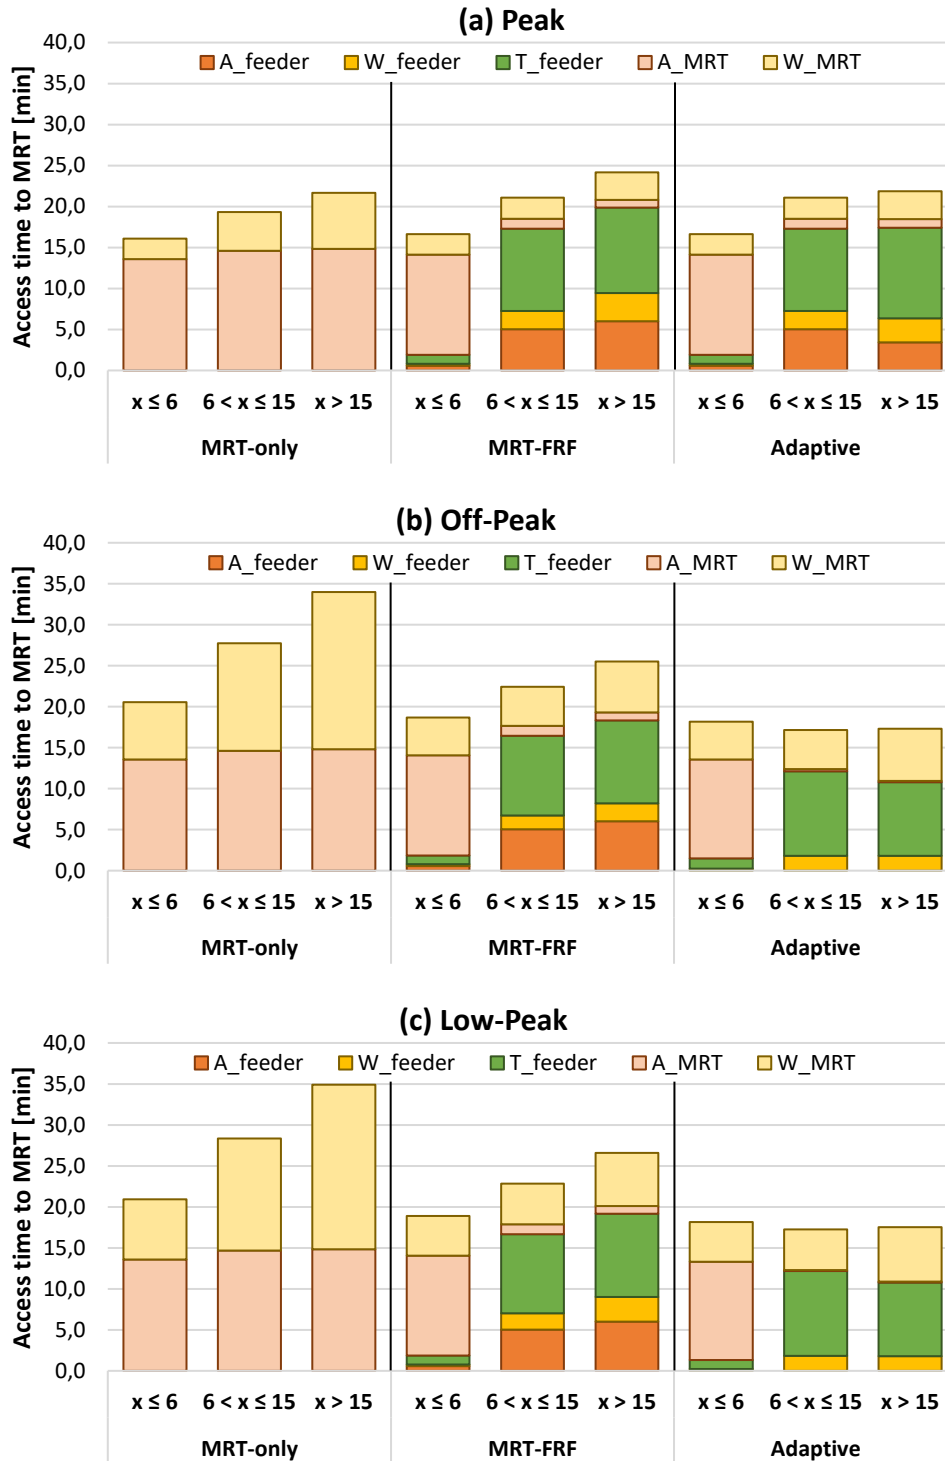 (a) Peak
Access time to MRT [min]
40,0
35,0
30,0
25,0
20,0
15,0
10,0
5,0
0,0
A_feeder W_feeder T_feeder A_MRT W_MRT
x ≤ 6 6 < x ≤ 15 x > 15 x ≤ 6 6 < x ≤ 15 x > 15 x ≤ 6 6 < x ≤ 15 x > 15
MRT-only MRT-FRF Adaptive
(b) Off-Peak
Access time to MRT [min]
40,0
35,0
30,0
25,0
20,0
15,0
10,0
5,0
0,0
A_feeder W_feeder T_feeder A_MRT W_MRT
x ≤ 6 6 < x ≤ 15 x > 15 x ≤ 6 6 < x ≤ 15 x > 15 x ≤ 6 6 < x ≤ 15 x > 15
MRT-only MRT-FRF Adaptive
(c) Low-Peak
Access time to MRT [min]
40,0
35,0
30,0
25,0
20,0
15,0
10,0
5,0
0,0
A_feeder W_feeder T_feeder A_MRT W_MRT
x ≤ 6 6 < x ≤ 15 x > 15 x ≤ 6 6 < x ≤ 15 x > 15 x ≤ 6 6 < x ≤ 15 x > 15
MRT-only MRT-FRF Adaptive